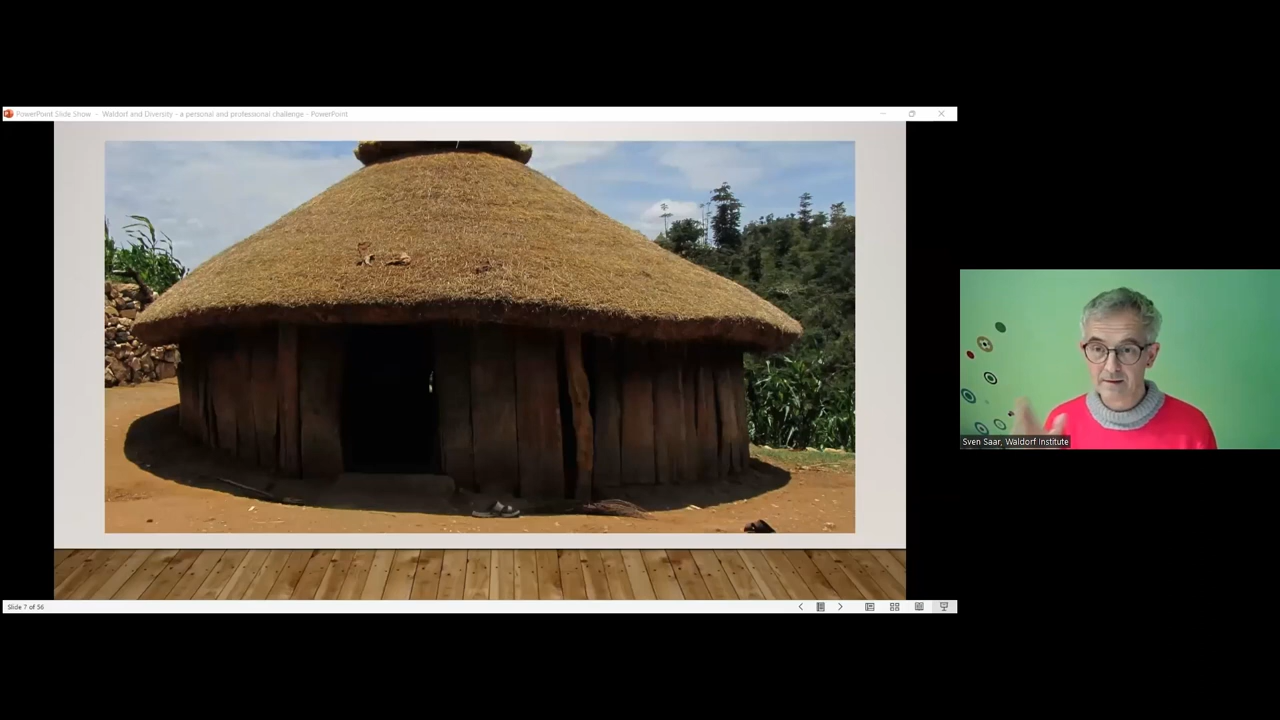 PowerPoint Slide Show - Waldorf and Diversity - a personal and professional challenge - PowerPoint
Sven Saar, Waldorf Institute
Slide 7 of 56